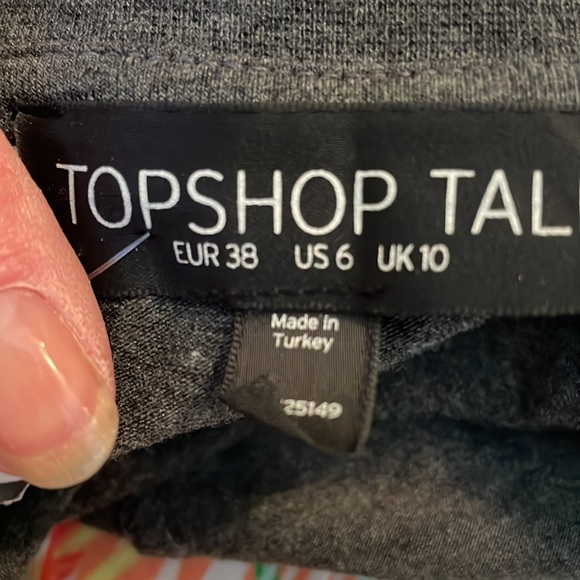 TOPSHOP TAL
EUR 38 US 6 UK 10
Made in
Turkey
25149